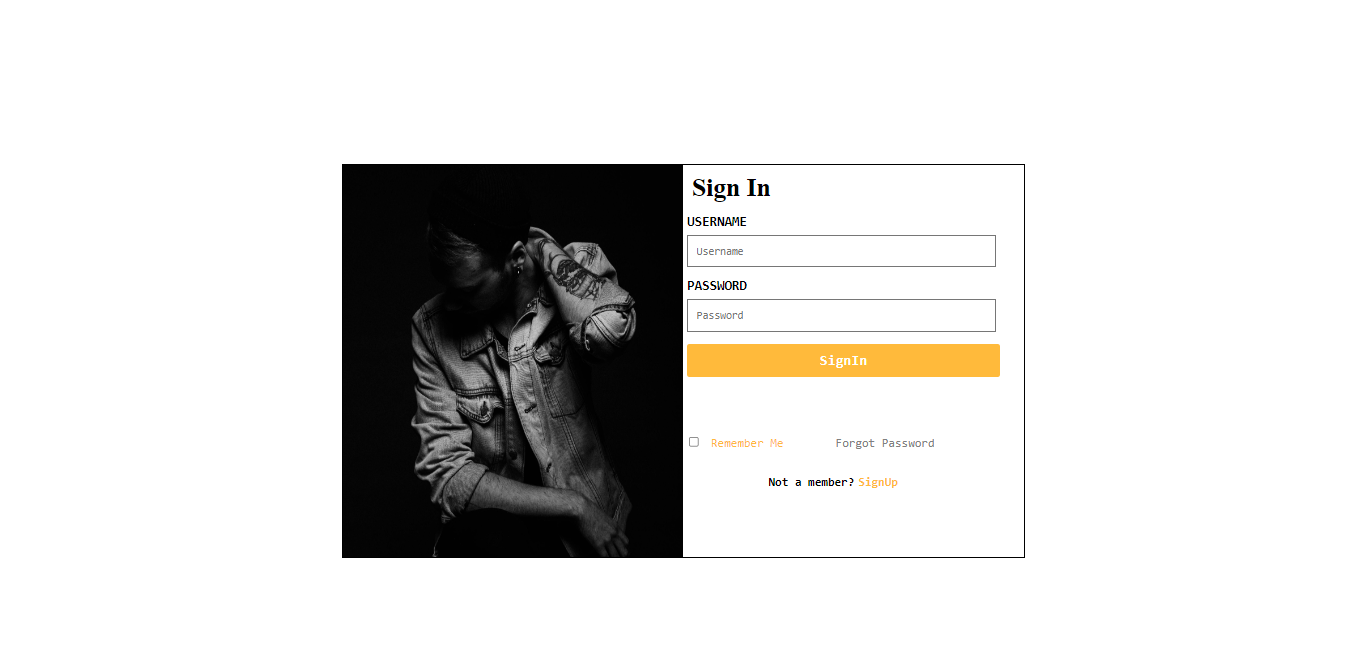 Sign In
USERNAME
Username
PASSWORD
Password
SignIn
Remember Me Forgot Password
Not a member? SignUp